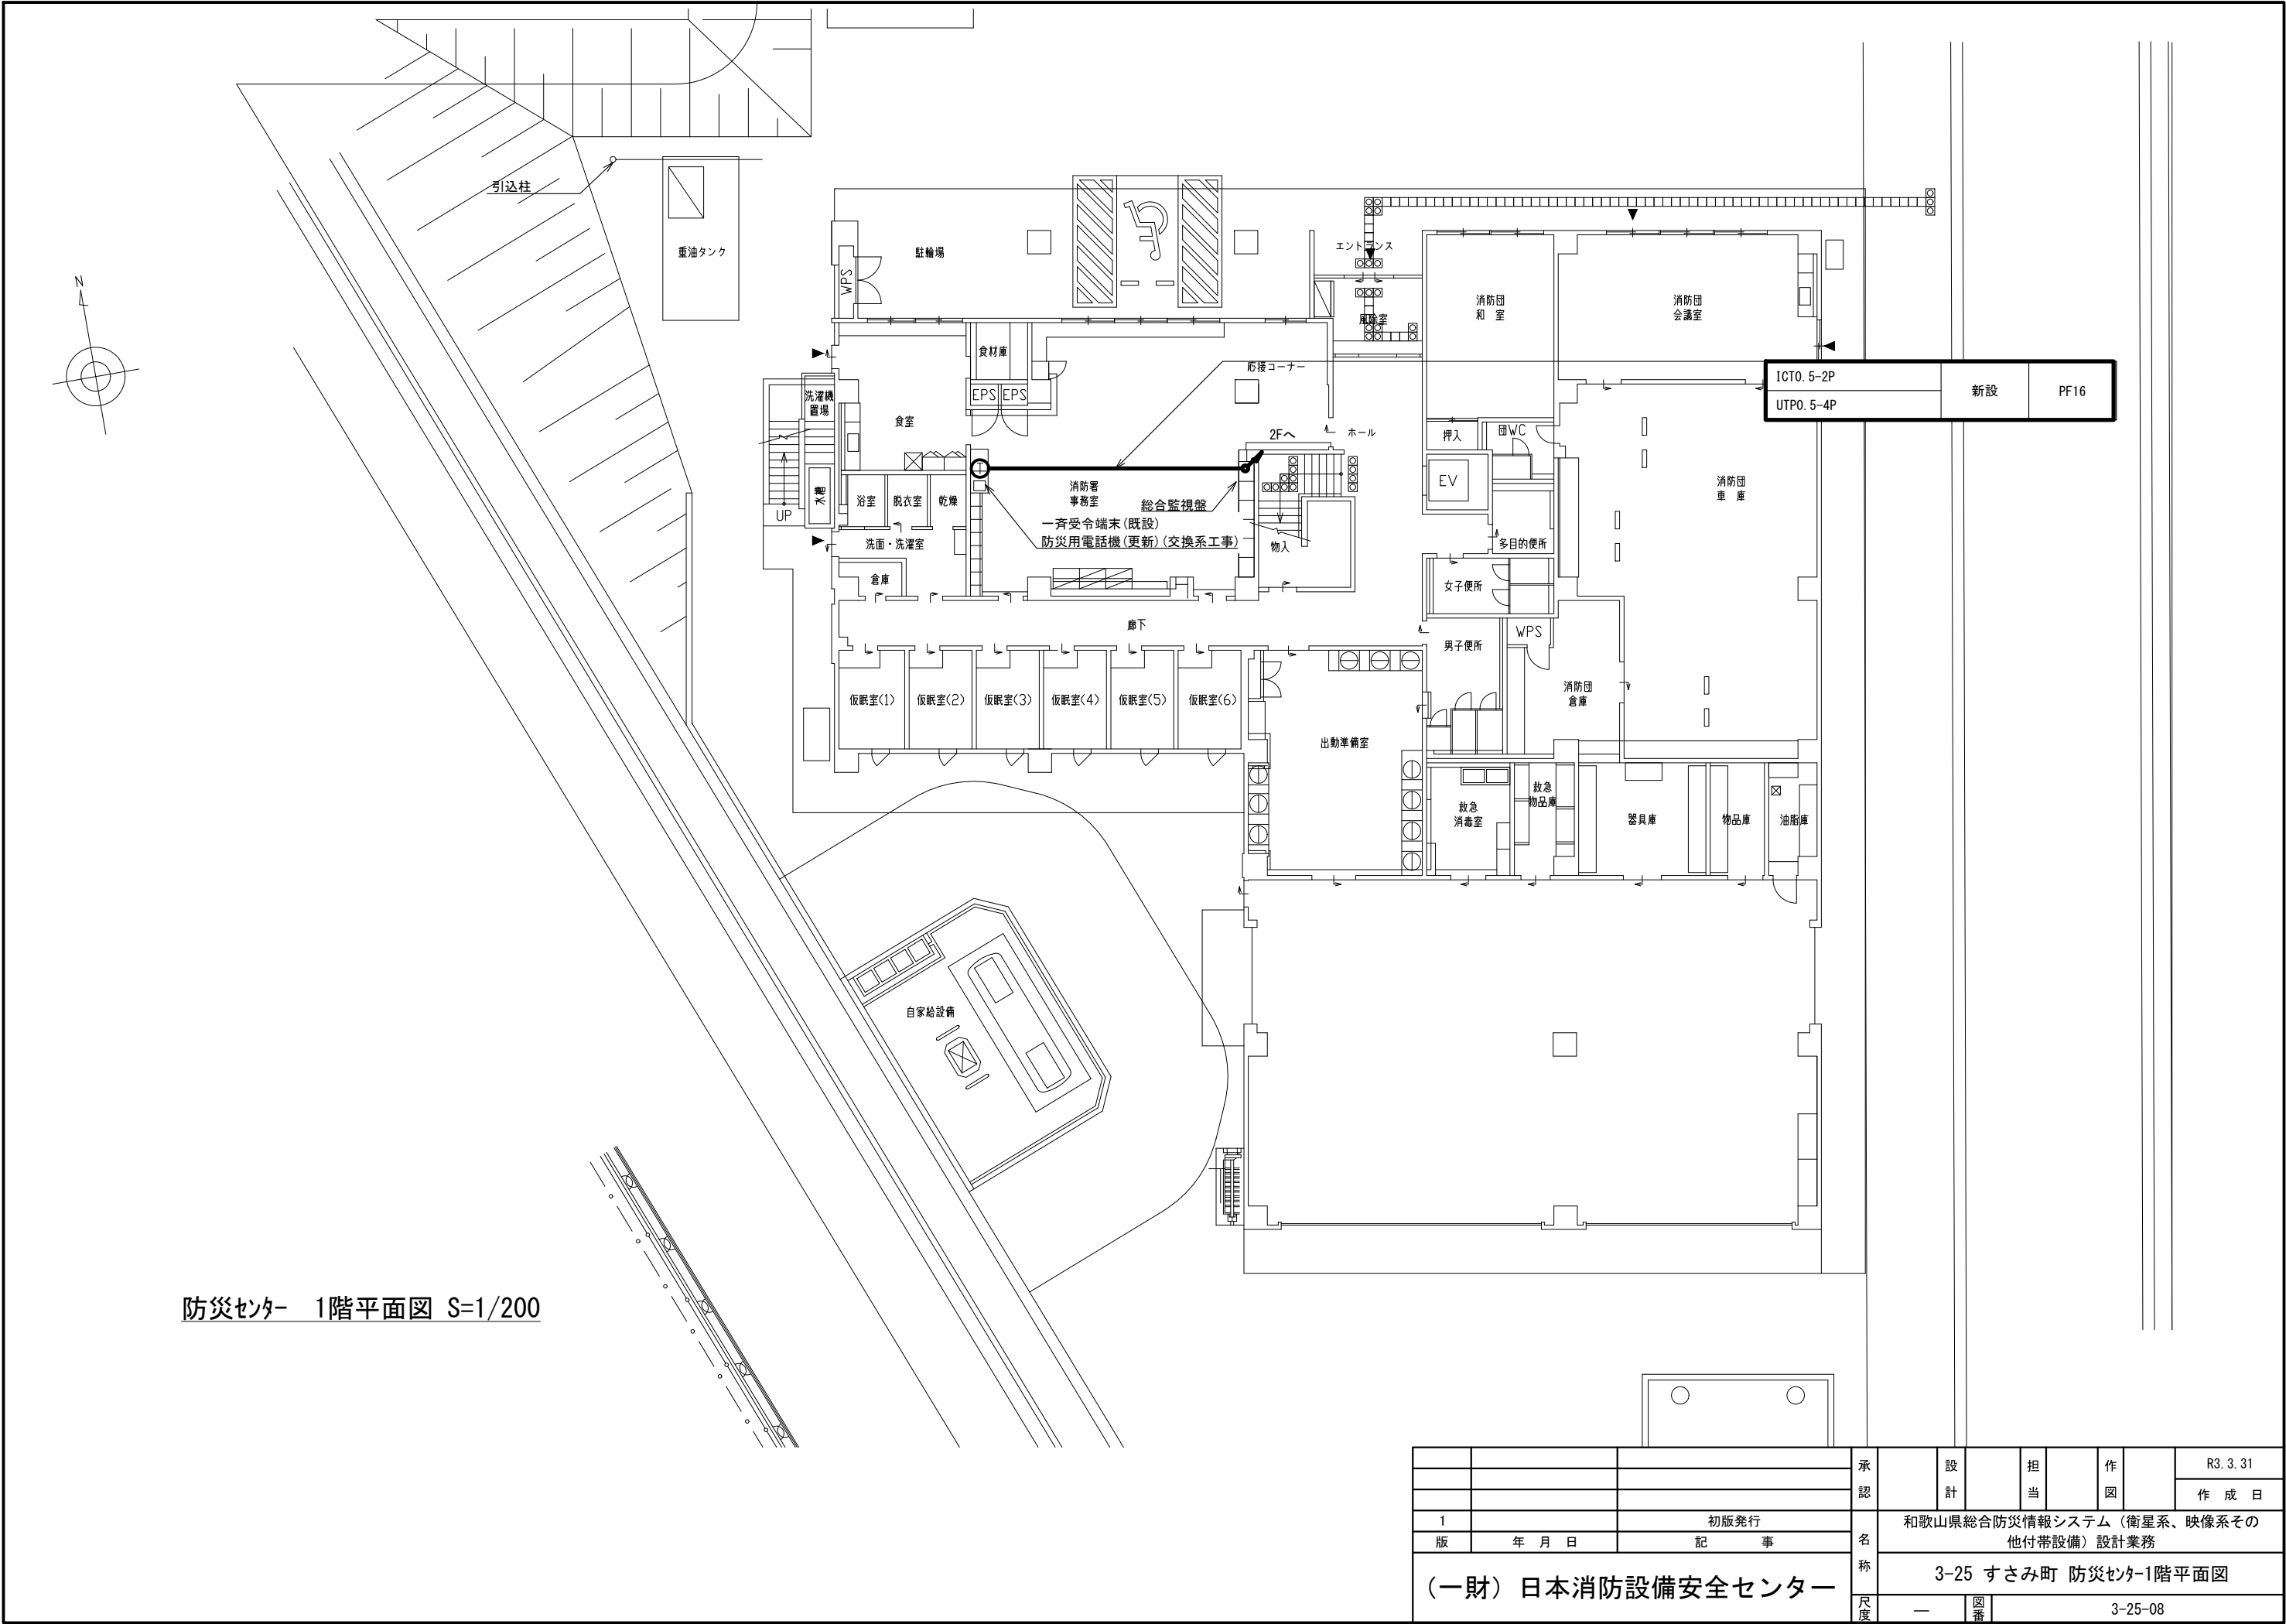 引込柱
重油タンク
N
駐輪場
WPS
エントランス
風除室
消防団
和 室
消防団
会議室
食材庫
応接コーナー
ICT0.5-2P
新設
PF16
UTP0.5-4P
洗濯機
置場
EPS
EPS
食室
2Fへ
ホール
押入
団WC
EV
消防団
車 庫
水槽
浴室
脱衣室
乾燥
消防署
事務室
総合監視盤
UP
一斉受令端末(既設)
防災用電話機(更新)(交換系工事)
物入
洗面・洗濯室
多目的便所
倉庫
女子便所
廊下
WPS
男子便所
仮眠室(1)
仮眠室(2)
仮眠室(3)
仮眠室(4)
仮眠室(5)
仮眠室(6)
消防団
倉庫
出動準備室
救急
消毒室
救急
物品庫
器具庫
物品庫
油脂庫
自家給設備
防災ｾﾝﾀｰ 1階平面図 S=1/200
承認
設計
担当
作図
R3.3.31
作 成 日
1
初版発行
版
年 月 日
記 事
名称
和歌山県総合防災情報システム（衛星系、映像系その
他付帯設備）設計業務
(一財) 日本消防設備安全センター
3-25 すさみ町 防災ｾﾝﾀｰ1階平面図
尺度
―
図番
3-25-08